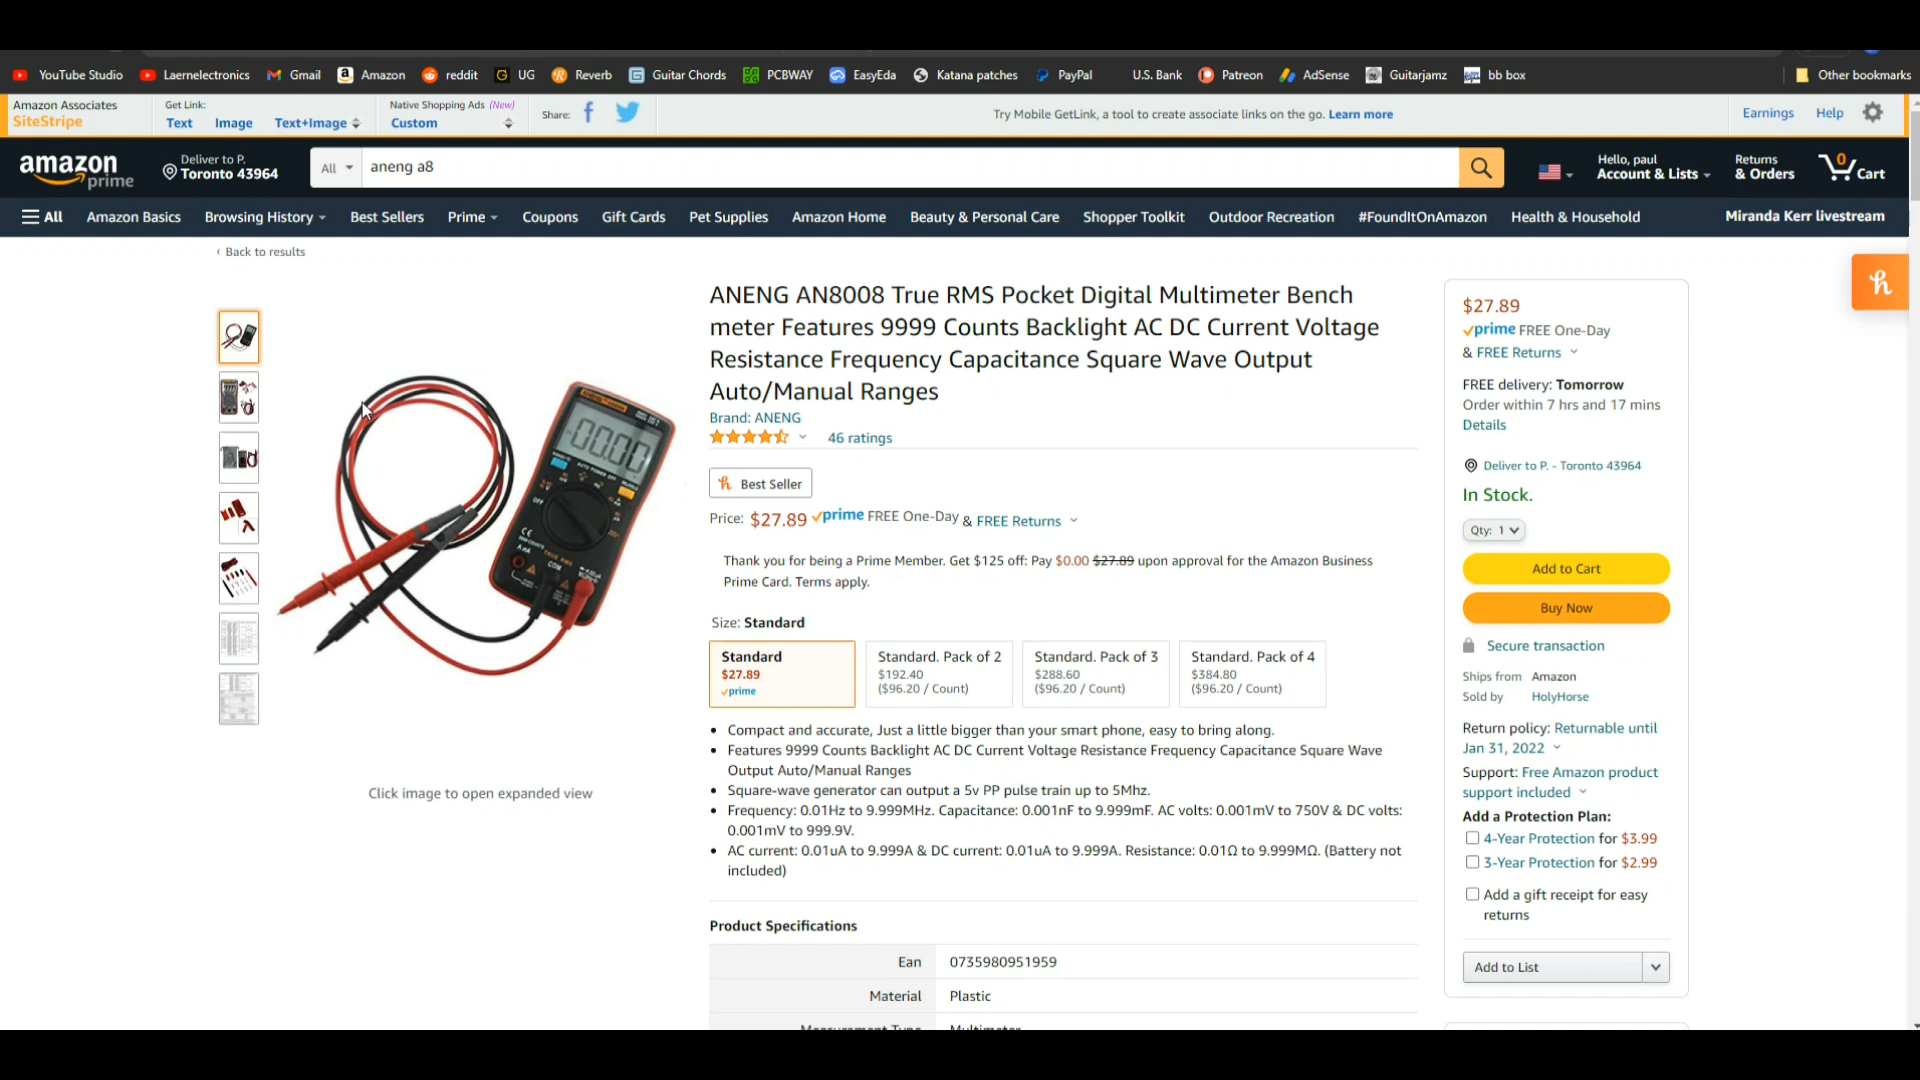 YouTube Studio Laernelectronics Gmail Amazon reddit UG Reverb Guitar Chords PCBWAY EasyEda Katana patches PayPal U.S. Bank Patreon AdSense Guitarjamz bb box Other bookmarks
Amazon Associates
SiteStripe
Get Link:
Text Image Text+Image
Native Shopping Ads (New)
Custom
Share:
Try Mobile GetLink, a tool to create associate links on the go. Learn more
Earnings Help
amazon
prime
Deliver to P.
Toronto 43964
All
aneng a8
Hello, paul
Account & Lists
Returns
& Orders
0
Cart
All Amazon Basics Browsing History Best Sellers Prime Coupons Gift Cards Pet Supplies Amazon Home Beauty & Personal Care Shopper Toolkit Outdoor Recreation #FoundItOnAmazon Health & Household Miranda Kerr livestream
‹ Back to results
Click image to open expanded view
ANENG AN8008 True RMS Pocket Digital Multimeter Bench
meter Features 9999 Counts Backlight AC DC Current Voltage
Resistance Frequency Capacitance Square Wave Output
Auto/Manual Ranges
Brand: ANENG
46 ratings
Best Seller
Price: $27.89 prime FREE One-Day & FREE Returns
Thank you for being a Prime Member. Get $125 off: Pay $0.00 $27.89 upon approval for the Amazon Business
Prime Card. Terms apply.
Size: Standard
Standard
$27.89
prime
Standard. Pack of 2
$192.40
($96.20 / Count)
Standard. Pack of 3
$288.60
($96.20 / Count)
Standard. Pack of 4
$384.80
($96.20 / Count)
• Compact and accurate, Just a little bigger than your smart phone, easy to bring along.
• Features 9999 Counts Backlight AC DC Current Voltage Resistance Frequency Capacitance Square Wave
Output Auto/Manual Ranges
• Square-wave generator can output a 5v PP pulse train up to 5Mhz.
• Frequency: 0.01Hz to 9.999MHz. Capacitance: 0.001nF to 9.999mF. AC volts: 0.001mV to 750V & DC volts:
0.001mV to 999.9V.
• AC current: 0.01uA to 9.999A & DC current: 0.01uA to 9.999A. Resistance: 0.01Ω to 9.999MΩ. (Battery not
included)
Product Specifications
Ean 0735980951959
Material Plastic
Measurement Type Multimeter
$27.89
prime FREE One-Day
& FREE Returns
FREE delivery: Tomorrow
Order within 7 hrs and 17 mins
Details
Deliver to P. - Toronto 43964
In Stock.
Qty: 1
Add to Cart
Buy Now
Secure transaction
Ships from Amazon
Sold by HolyHorse
Return policy: Returnable until
Jan 31, 2022
Support: Free Amazon product
support included
Add a Protection Plan:
4-Year Protection for $3.99
3-Year Protection for $2.99
Add a gift receipt for easy
returns
Add to List